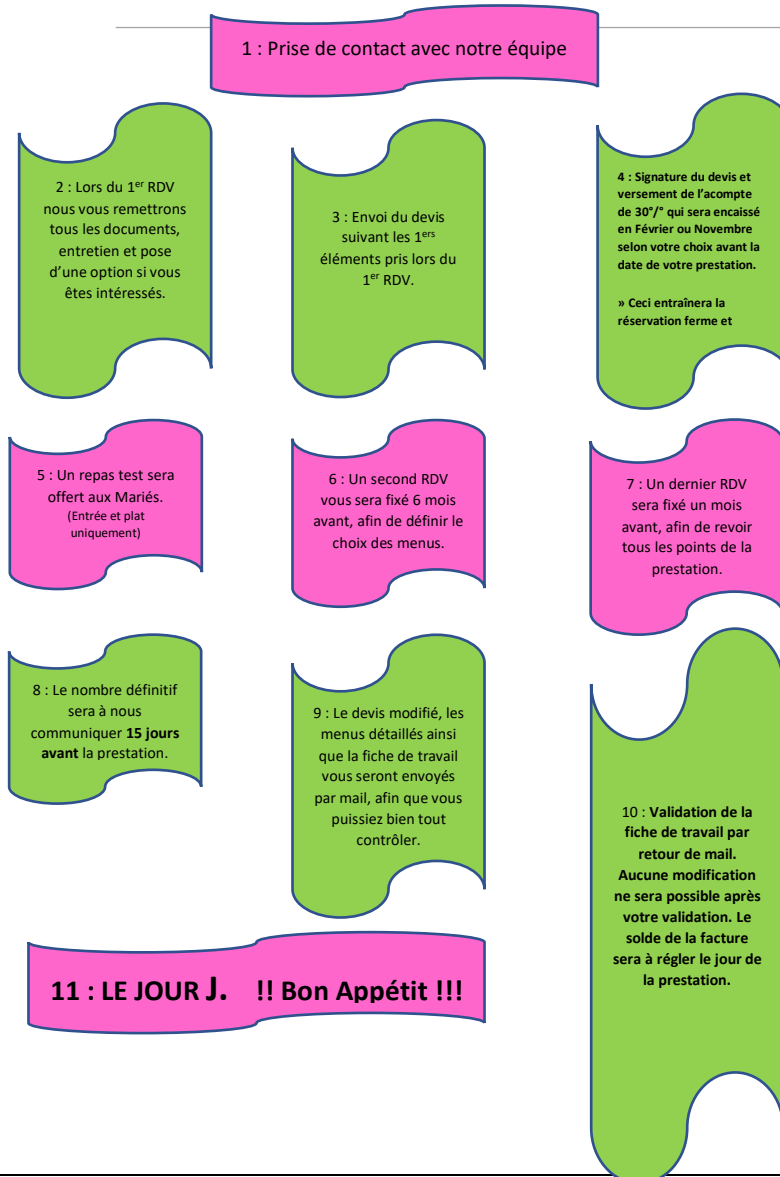 1 : Prise de contact avec notre équipe
2 : Lors du 1er RDV
nous vous remettrons
tous les documents,
entretien et pose
d’une option si vous
êtes intéressés.
3 : Envoi du devis
suivant les 1ers
éléments pris lors du
1er RDV.
4 : Signature du devis et
versement de l’acompte
de 30°/° qui sera encaissé
en Février ou Novembre
selon votre choix avant la
date de votre prestation.
» Ceci entraînera la
réservation ferme et
5 : Un repas test sera
offert aux Mariés.
(Entrée et plat
uniquement)
6 : Un second RDV
vous sera fixé 6 mois
avant, afin de définir le
choix des menus.
7 : Un dernier RDV
sera fixé un mois
avant, afin de revoir
tous les points de la
prestation.
8 : Le nombre définitif
sera à nous
communiquer 15 jours
avant la prestation.
9 : Le devis modifié, les
menus détaillés ainsi
que la fiche de travail
vous seront envoyés
par mail, afin que vous
puissiez bien tout
contrôler.
10 : Validation de la
fiche de travail par
retour de mail.
Aucune modification
ne sera possible après
votre validation. Le
solde de la facture
sera à régler le jour de
la prestation.
11 : LE JOUR J. !! Bon Appétit !!!